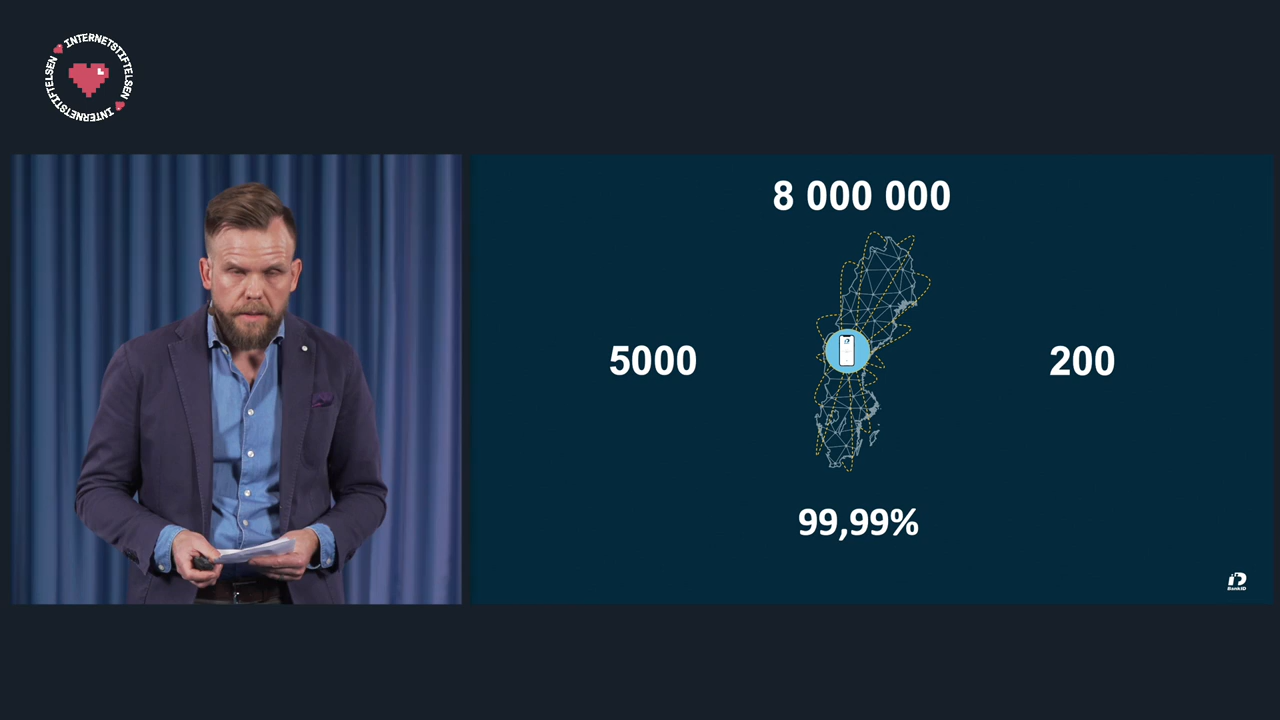 INTERNETSTIFTELSEN
INTERNETSTIFTELSEN
8 000 000
5000
200
99,99%
BankID